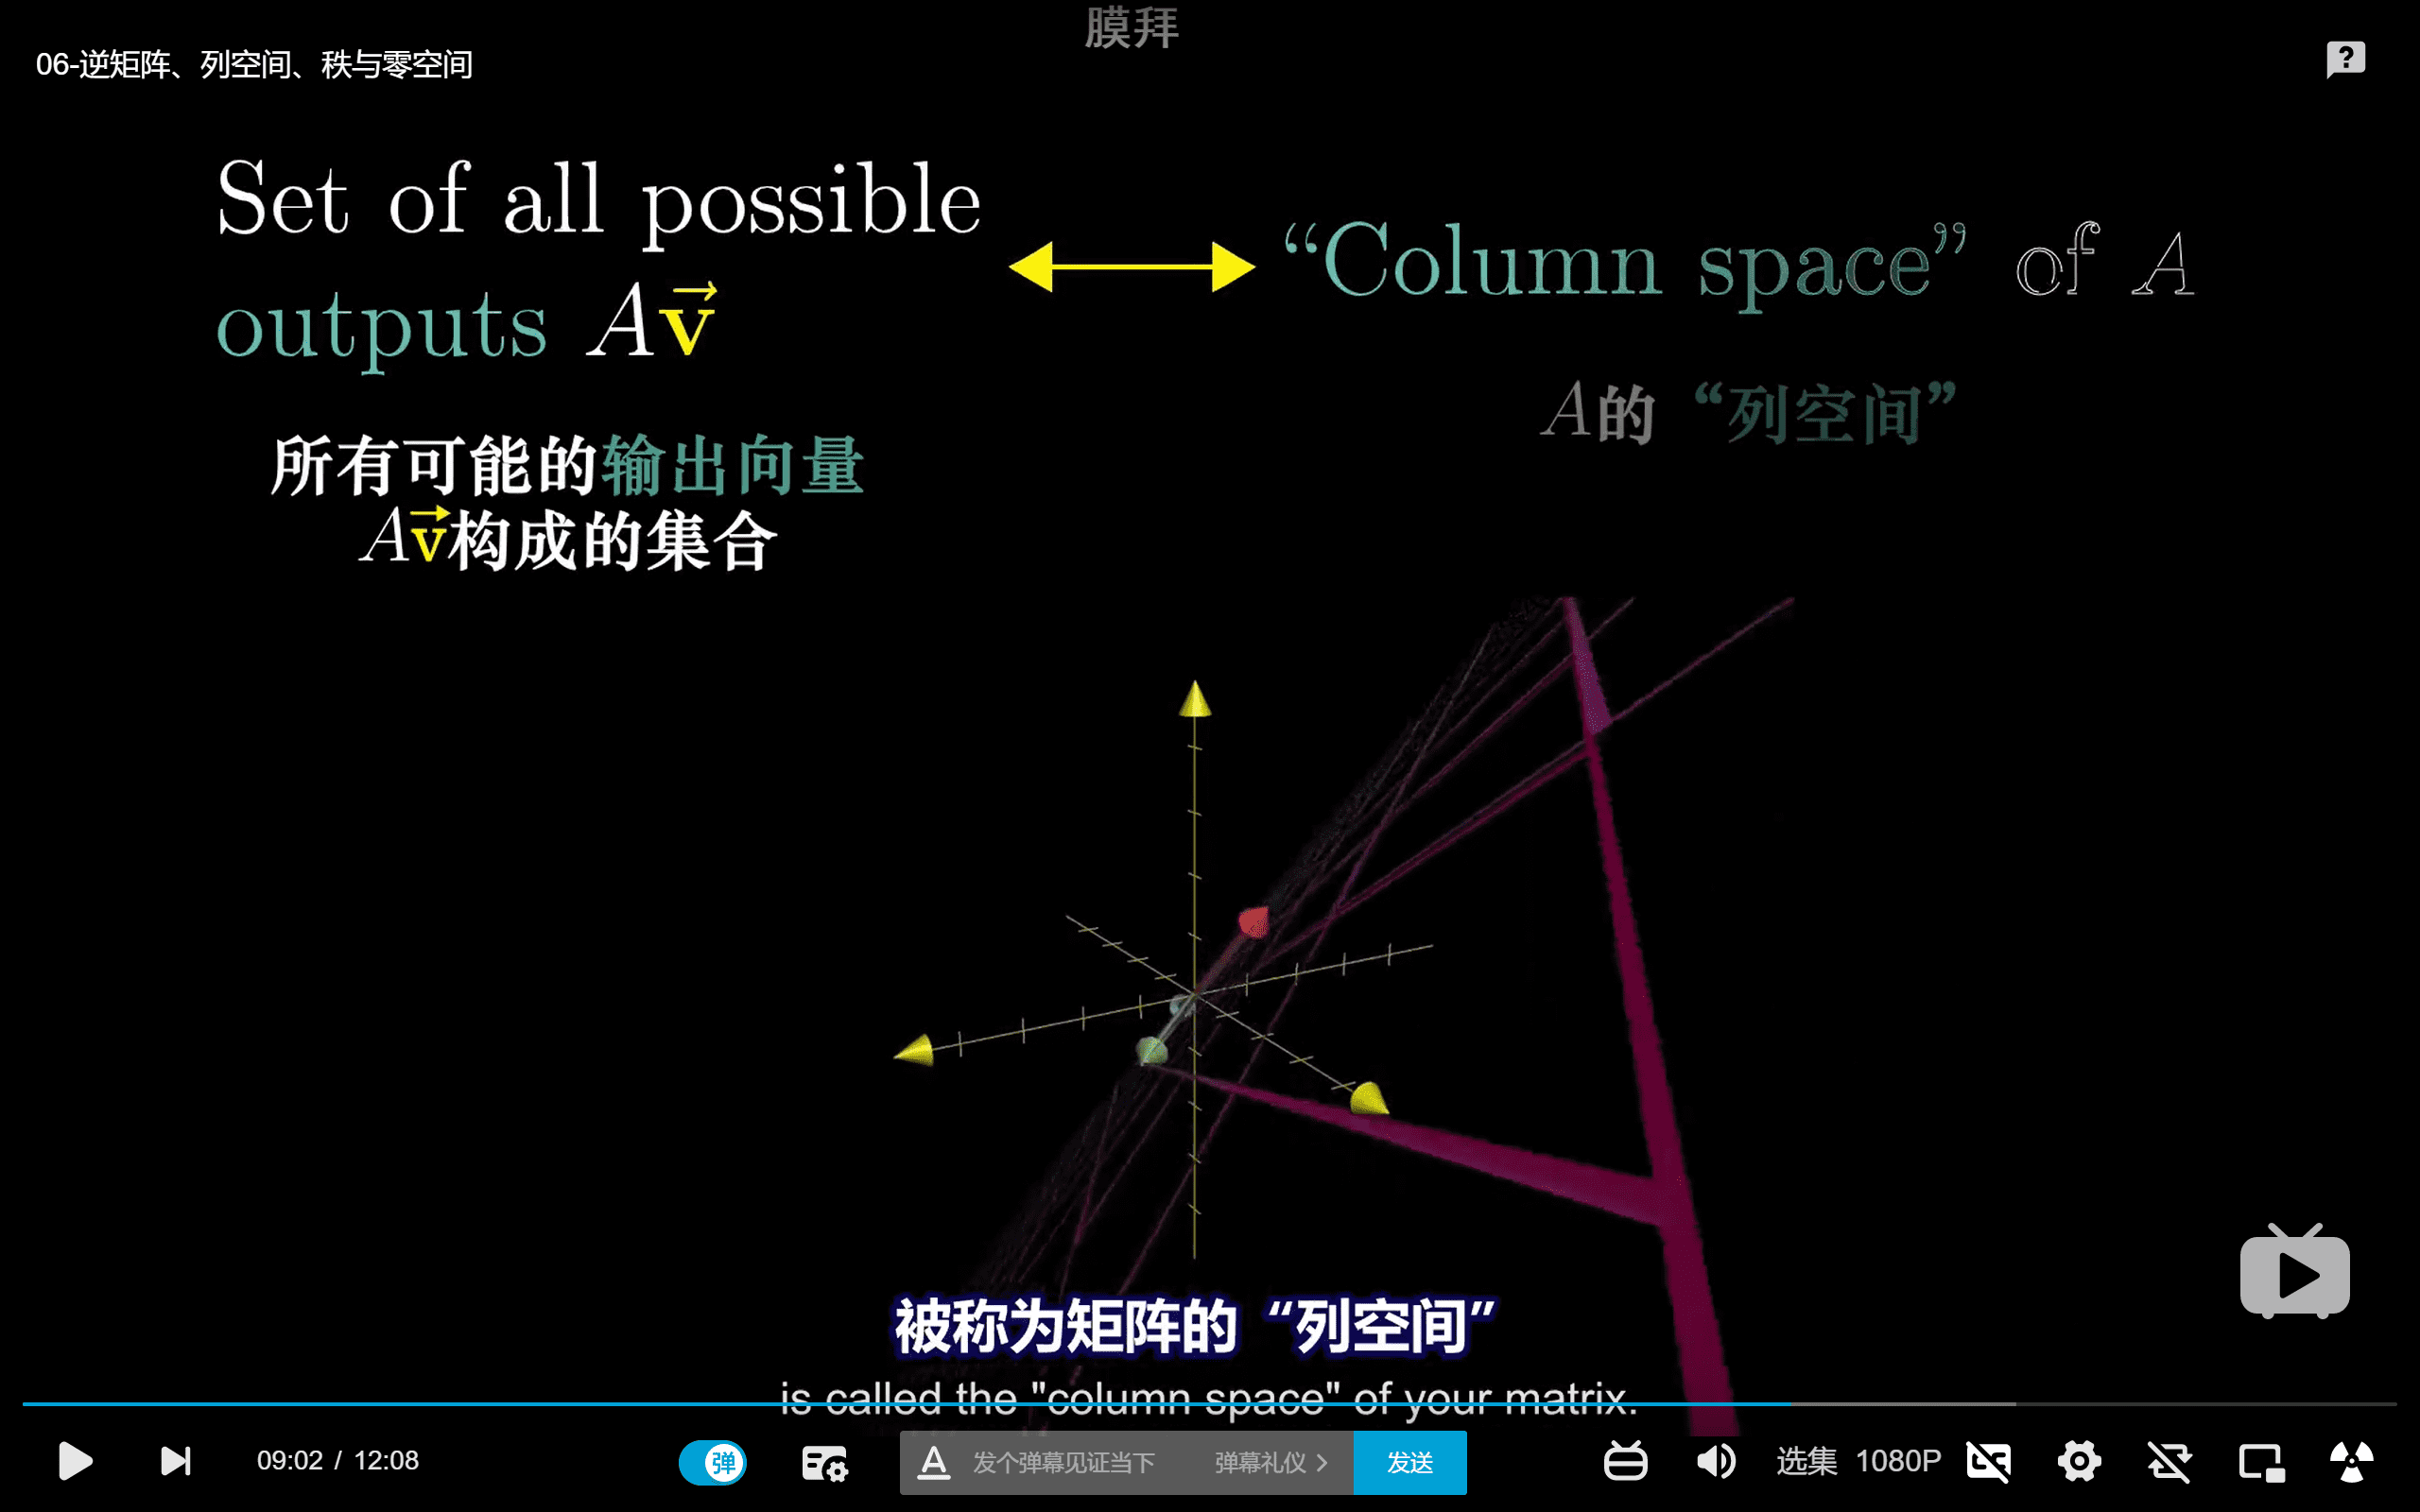 膜拜
06-逆矩阵、列空间、秩与零空间
Set of all possible
outputs A\vec{v}
“Column space” of A
A的 “列空间”
所有可能的输出向量
A\vec{v}构成的集合
被称为矩阵的 “列空间”
is called the "column space" of your matrix.
09:02 / 12:08
弹
发个弹幕见证当下
弹幕礼仪 >
发送
选集
1080P